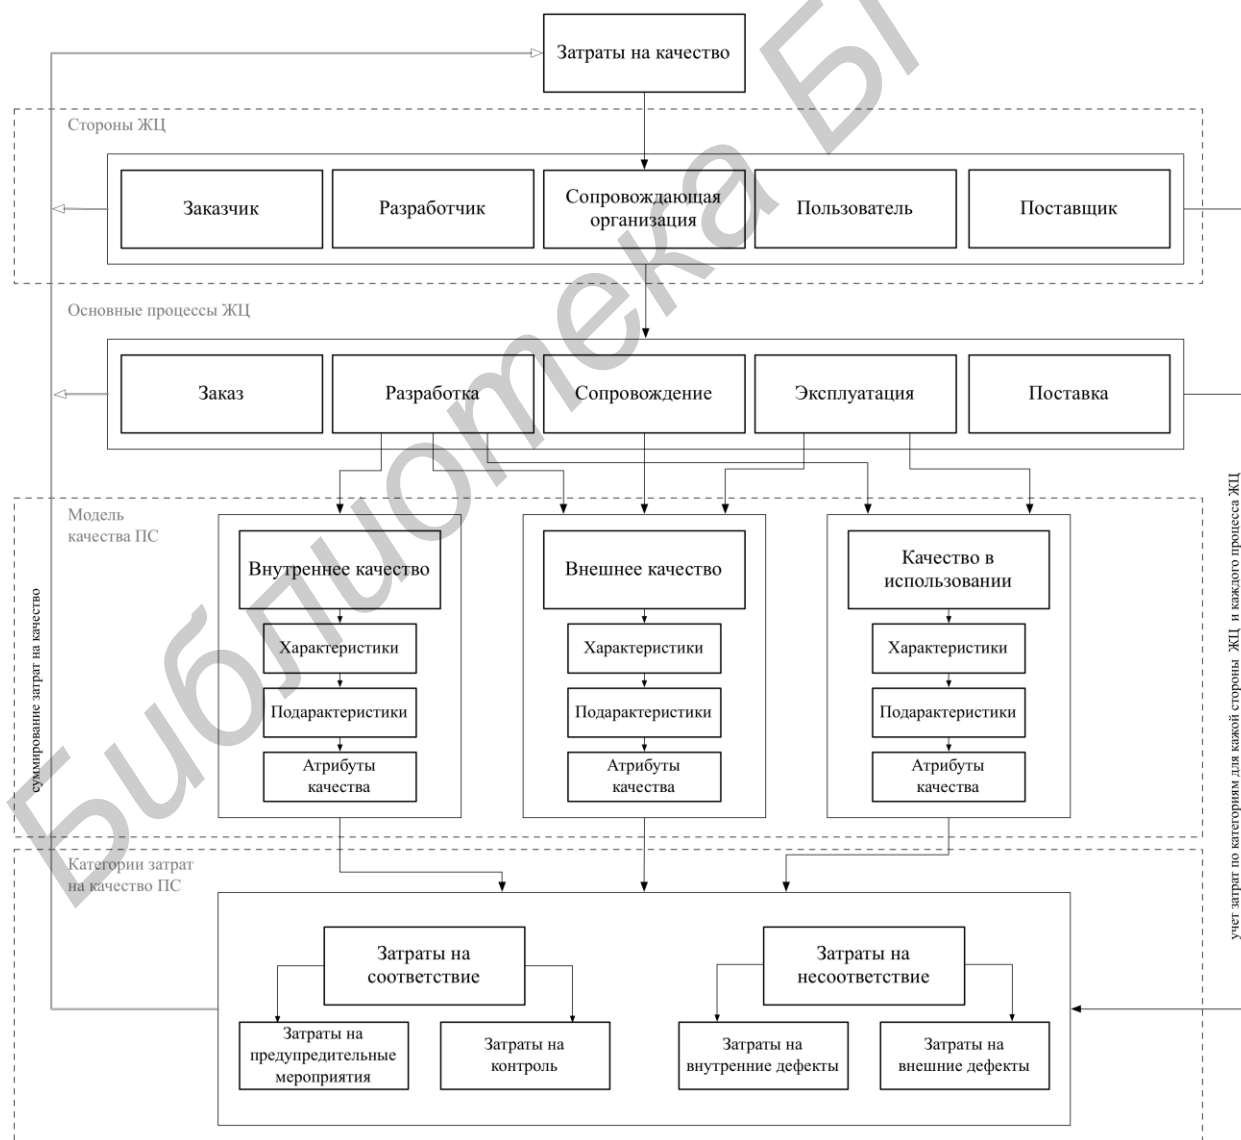 Затраты на качество
Стороны ЖЦ
Заказчик
Разработчик
Сопровождающая
организация
Пользователь
Поставщик
Основные процессы ЖЦ
Заказ
Разработка
Сопровождение
Эксплуатация
Поставка
Модель
качества ПС
Внутреннее качество
Внешнее качество
Качество в
использовании
Характеристики
Характеристики
Характеристики
Подарактеристики
Подарактеристики
Подарактеристики
Атрибуты
качества
Атрибуты
качества
Атрибуты
качества
суммирование затрат на качество
учет затрат по категориям для кажой стороны ЖЦ и каждого процесса ЖЦ
Категории затрат
на качество ПС
Затраты на
соответствие
Затраты на
несоответствие
Затраты на
предупредительные
мероприятия
Затраты на
контроль
Затраты на
внутренние дефекты
Затраты на
внешние дефекты
Библиотека